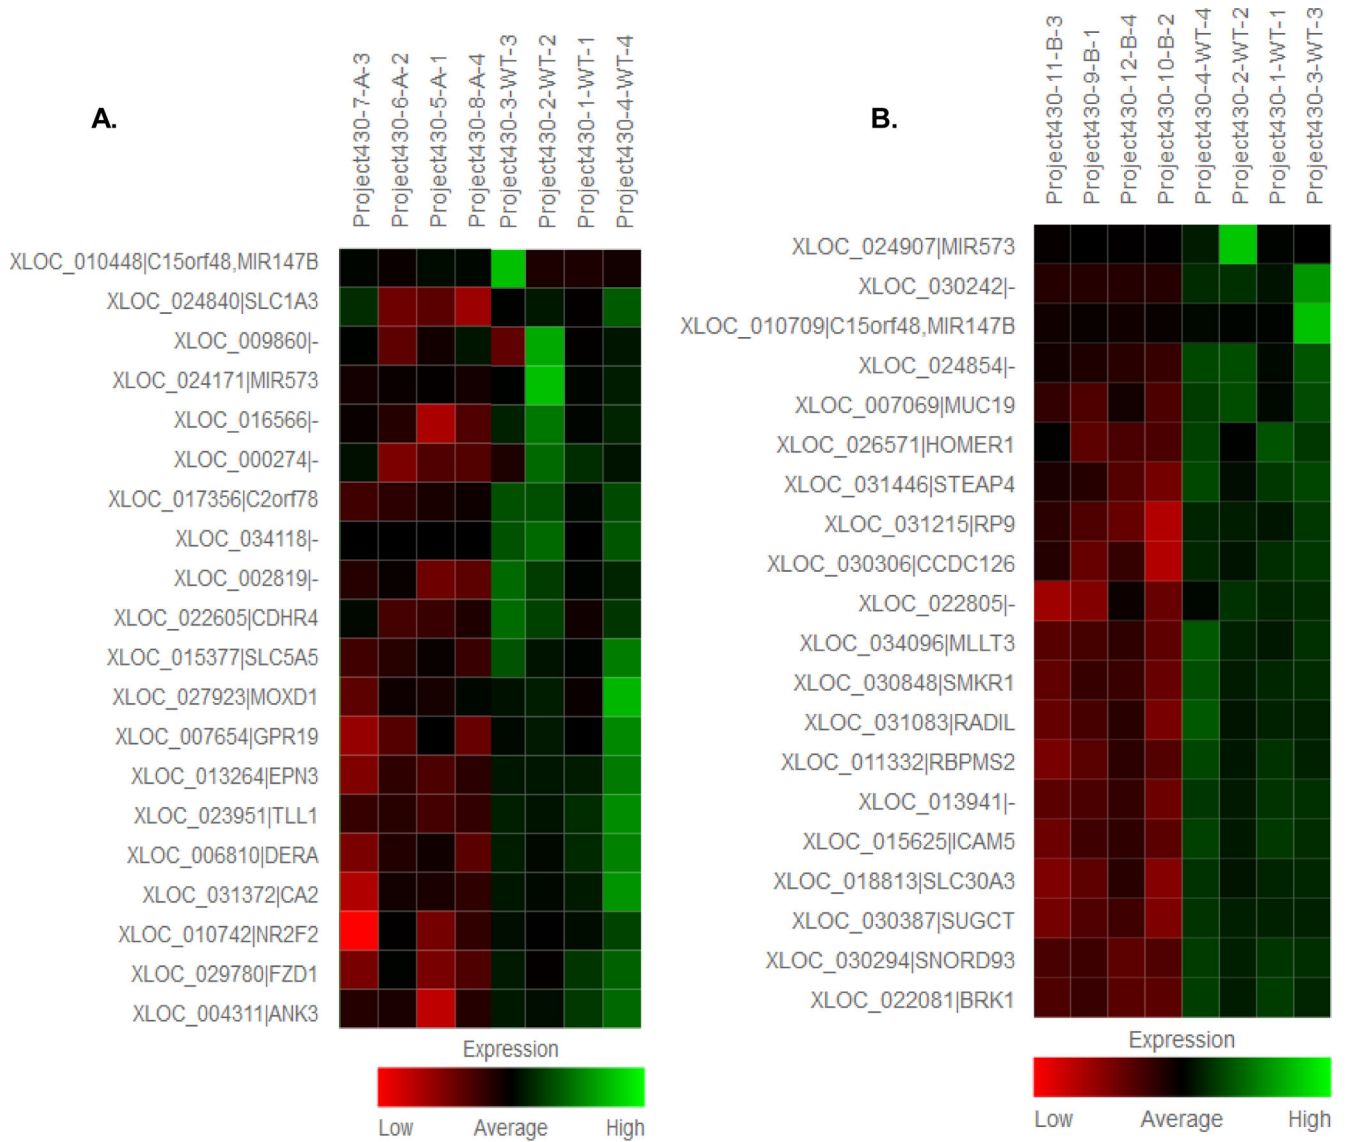 A.
Project430-7-A-3
Project430-6-A-2
Project430-5-A-1
Project430-8-A-4
Project430-3-WT-3
Project430-2-WT-2
Project430-1-WT-1
Project430-4-WT-4
XLOC_010448|C15orf48,MIR147B
XLOC_024840|SLC1A3
XLOC_009860|-
XLOC_024171|MIR573
XLOC_016566|-
XLOC_000274|-
XLOC_017356|C2orf78
XLOC_034118|-
XLOC_002819|-
XLOC_022605|CDHR4
XLOC_015377|SLC5A5
XLOC_027923|MOXD1
XLOC_007654|GPR19
XLOC_013264|EPN3
XLOC_023951|TLL1
XLOC_006810|DERA
XLOC_031372|CA2
XLOC_010742|NR2F2
XLOC_029780|FZD1
XLOC_004311|ANK3
Expression
Low Average High
B.
Project430-11-B-3
Project430-9-B-1
Project430-12-B-4
Project430-10-B-2
Project430-4-WT-4
Project430-2-WT-2
Project430-1-WT-1
Project430-3-WT-3
XLOC_024907|MIR573
XLOC_030242|-
XLOC_010709|C15orf48,MIR147B
XLOC_024854|-
XLOC_007069|MUC19
XLOC_026571|HOMER1
XLOC_031446|STEAP4
XLOC_031215|RP9
XLOC_030306|CCDC126
XLOC_022805|-
XLOC_034096|MLLT3
XLOC_030848|SMKR1
XLOC_031083|RADIL
XLOC_011332|RBPMS2
XLOC_013941|-
XLOC_015625|ICAM5
XLOC_018813|SLC30A3
XLOC_030387|SUGCT
XLOC_030294|SNORD93
XLOC_022081|BRK1
Expression
Low Average High